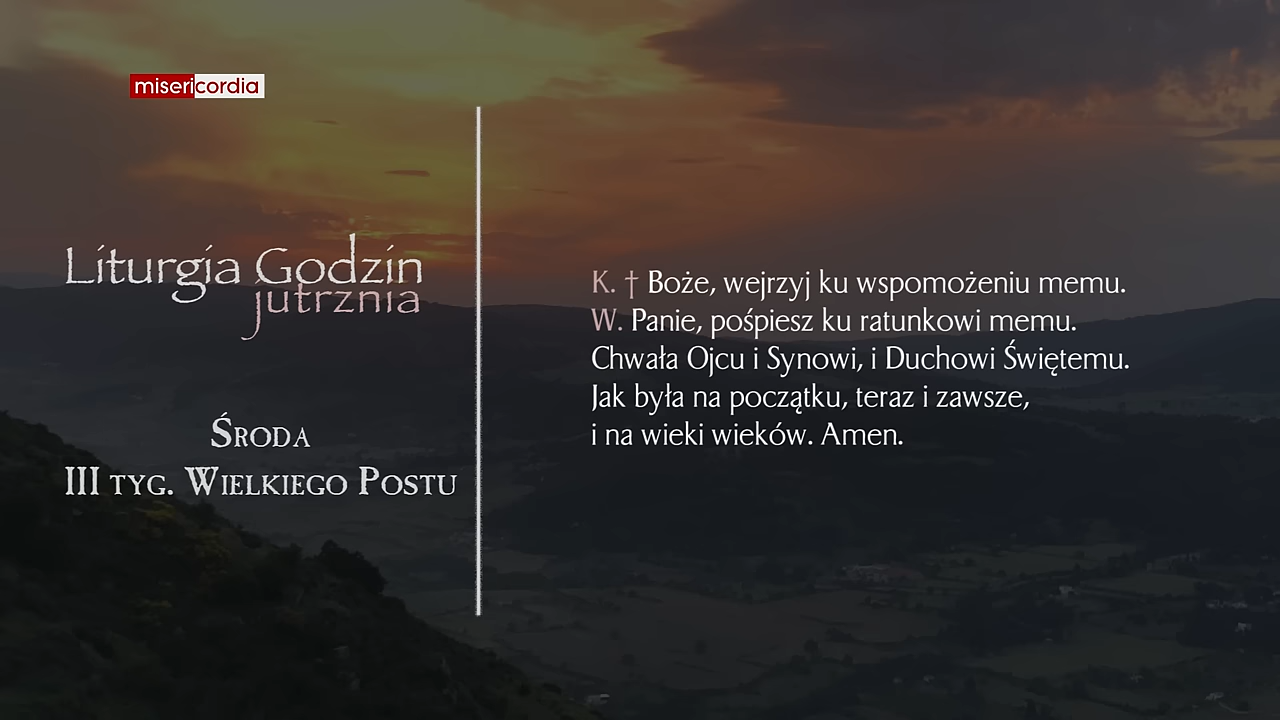 misericordia
Liturgia Godzin
jutrznia
Środa
III tyg. Wielkiego Postu
K. † Boże, wejrzyj ku wspomożeniu memu.
W. Panie, pośpiesz ku ratunkowi memu.
Chwała Ojcu i Synowi, i Duchowi Świętemu.
Jak była na początku, teraz i zawsze,
i na wieki wieków. Amen.